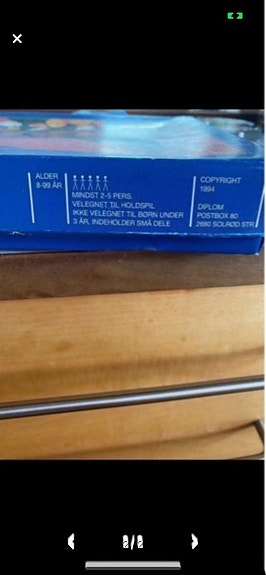 ALDER
8-99 ÅR
MINDST 2-5 PERS.
VELEGNET TIL HOLDSPIL
IKKE VELEGNET TIL BØRN UNDER
3 ÅR, INDEHOLDER SMÅ DELE
COPYRIGHT
1994
DIPLOM
POSTBOX 80
2680 SOLRØD STR
2/2